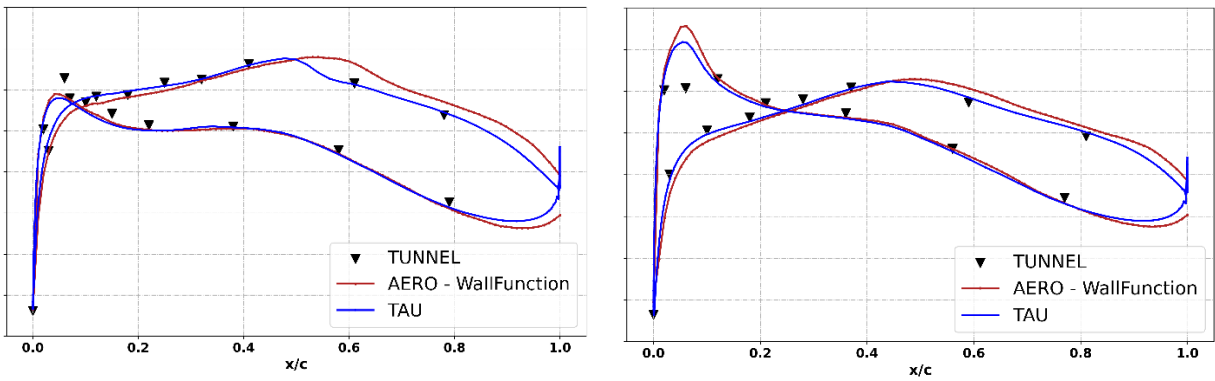 TUNNEL
AERO - WallFunction
TAU
0.0 0.2 0.4 0.6 0.8 1.0
x/c
TUNNEL
AERO - WallFunction
TAU
0.0 0.2 0.4 0.6 0.8 1.0
x/c